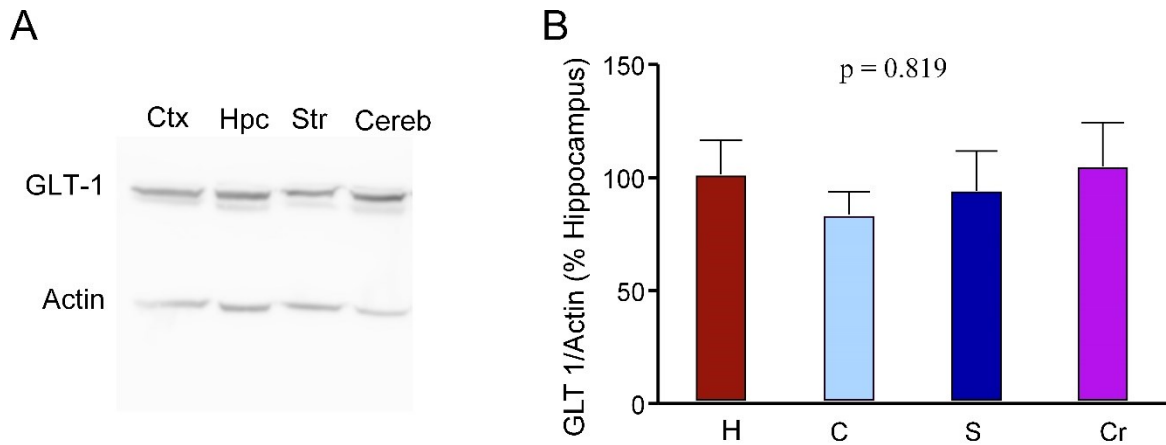 A
Ctx Hpc Str Cereb
GLT-1
Actin
B
GLT 1/Actin (% Hippocampus)
150
100
50
0
p = 0.819
H C S Cr